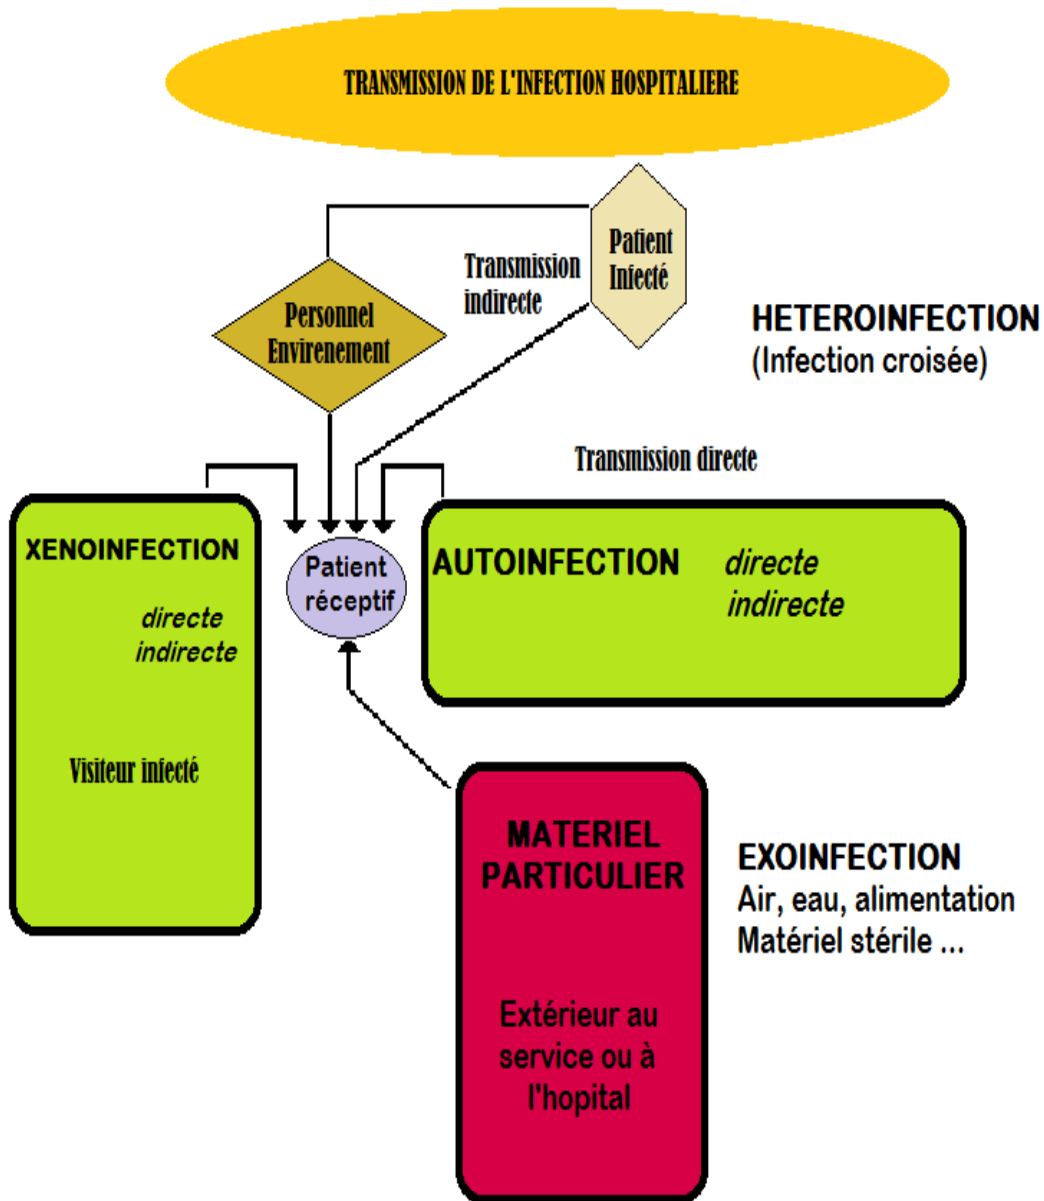 TRANSMISSION DE L'INFECTION HOSPITALIERE
Patient
Infecté
Transmission
indirecte
Personnel
Envirenement
HETEROINFECTION
(Infection croisée)
Transmission directe
XENOINFECTION
directe
indirecte
Visiteur infecté
Patient
réceptif
AUTOINFECTION directe
indirecte
MATERIEL
PARTICULIER
Extérieur au
service ou à
l'hopital
EXOINFECTION
Air, eau, alimentation
Matériel stérile ...